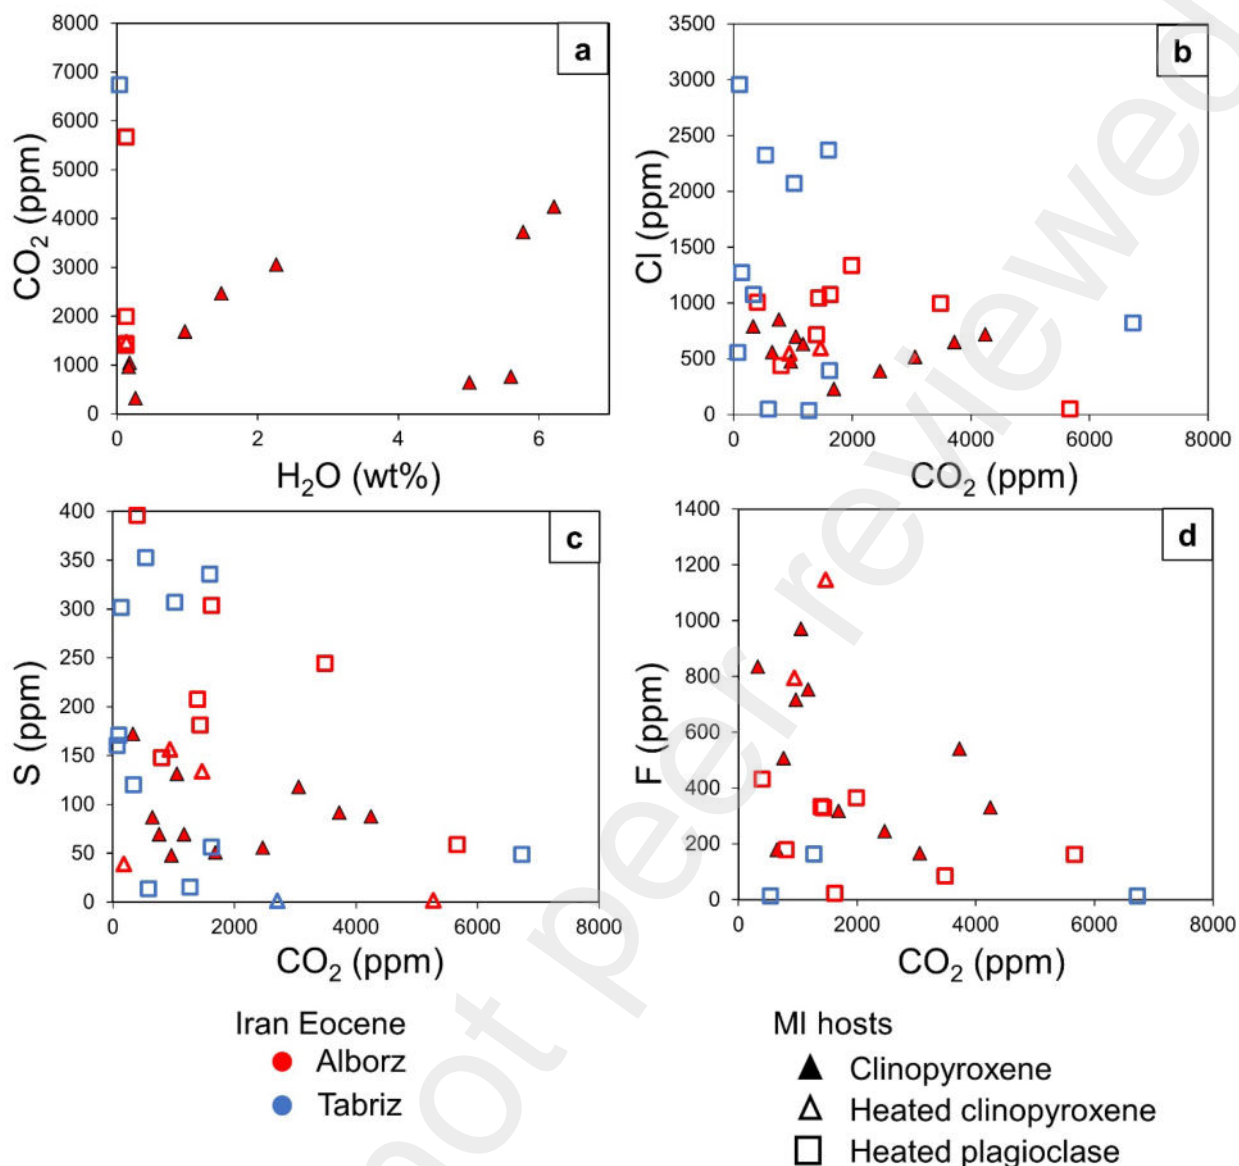 a
CO2 (ppm)
8000
7000
6000
5000
4000
3000
2000
1000
0
0 2 4 6
H2O (wt%)
b
Cl (ppm)
3500
3000
2500
2000
1500
1000
500
0
0 2000 4000 6000 8000
CO2 (ppm)
c
S (ppm)
400
350
300
250
200
150
100
50
0
0 2000 4000 6000 8000
CO2 (ppm)
d
F (ppm)
1400
1200
1000
800
600
400
200
0
0 2000 4000 6000 8000
CO2 (ppm)
Iran Eocene
Alborz
Tabriz
MI hosts
Clinopyroxene
Heated clinopyroxene
Heated plagioclase
not peer reviewed